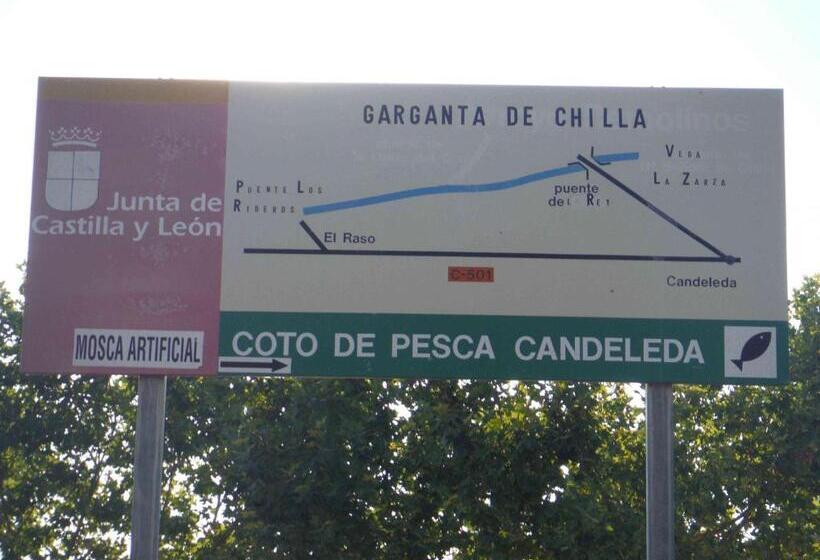 GARGANTA DE CHILLA
Junta de
Castilla y León
PUENTE LOS
RIBEROS
VEGA
LA ZARZA
puente
del REY
El Raso
C-501
Candeleda
MOSCA ARTIFICIAL
COTO DE PESCA CANDELEDA